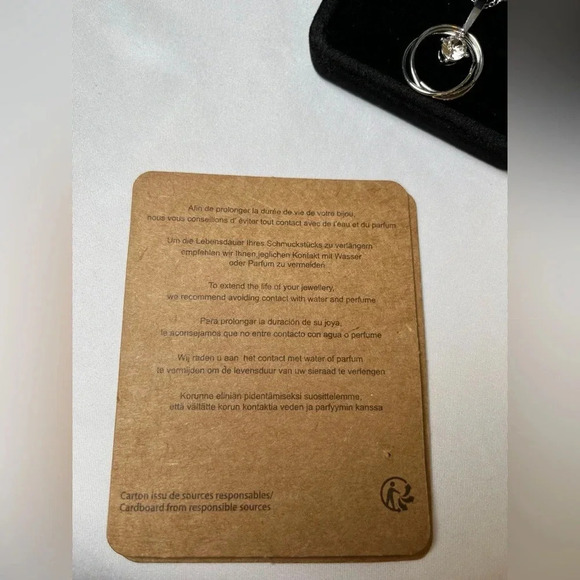 Afin de prolonger la durée de vie de votre bijou,
nous vous conseillons d' éviter tout contact avec de l'eau et du parfum
Um die Lebensdauer Ihres Schmuckstücks zu verlängern
empfehlen wir Ihnen jeglichen Kontakt mit Wasser
oder Parfum zu vermeiden
To extend the life of your jewellery,
we recommend avoiding contact with water and perfume
Para prolongar la duración de su joya,
le aconsejamos que no entre contacto con agua o perfume
Wij raden u aan het contact met water of parfum
te vermijden om de levensduur van uw sieraad te verlengen
Korunne eliniän pidentämiseksi suosittelemme,
että vältätte korun kontaktia veden ja parfyymin kanssa
Carton issu de sources responsables/
Cardboard from responsible sources